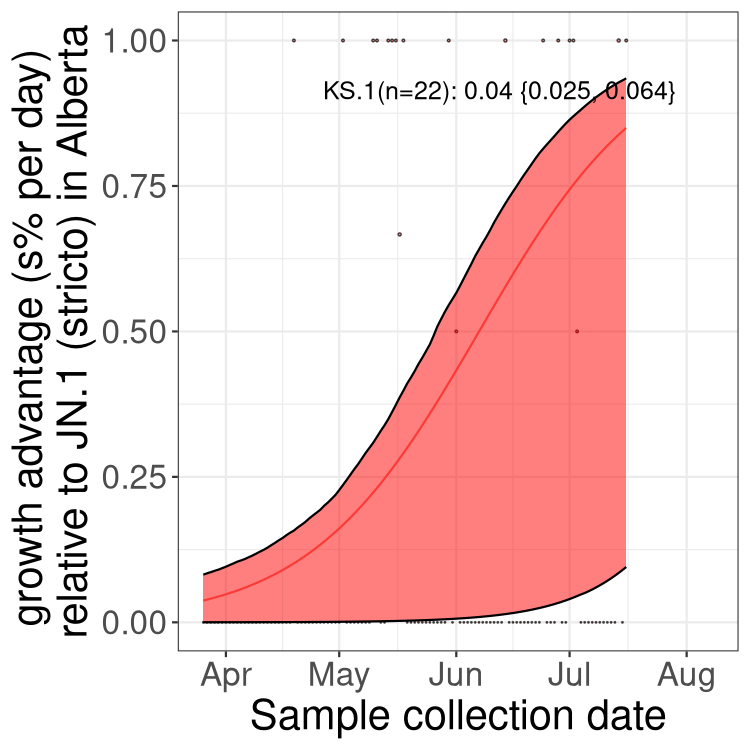 growth advantage (s% per day)
relative to JN.1 (stricto) in Alberta
1.00
0.75
0.50
0.25
0.00
KS.1(n=22): 0.04 {0.025, 0.064}
Apr May Jun Jul Aug
Sample collection date